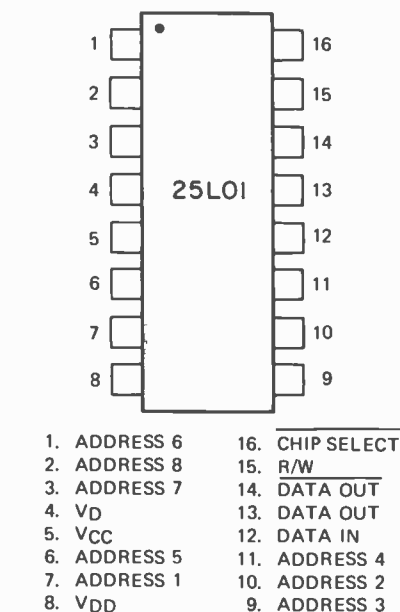 1 16
2 15
3 14
4 25L01 13
5 12
6 11
7 10
8 9
1. ADDRESS 6 16. CHIP SELECT
2. ADDRESS 8 15. R/W
3. ADDRESS 7 14. DATA OUT
4. VD 13. DATA OUT
5. VCC 12. DATA IN
6. ADDRESS 5 11. ADDRESS 4
7. ADDRESS 1 10. ADDRESS 2
8. VDD 9. ADDRESS 3